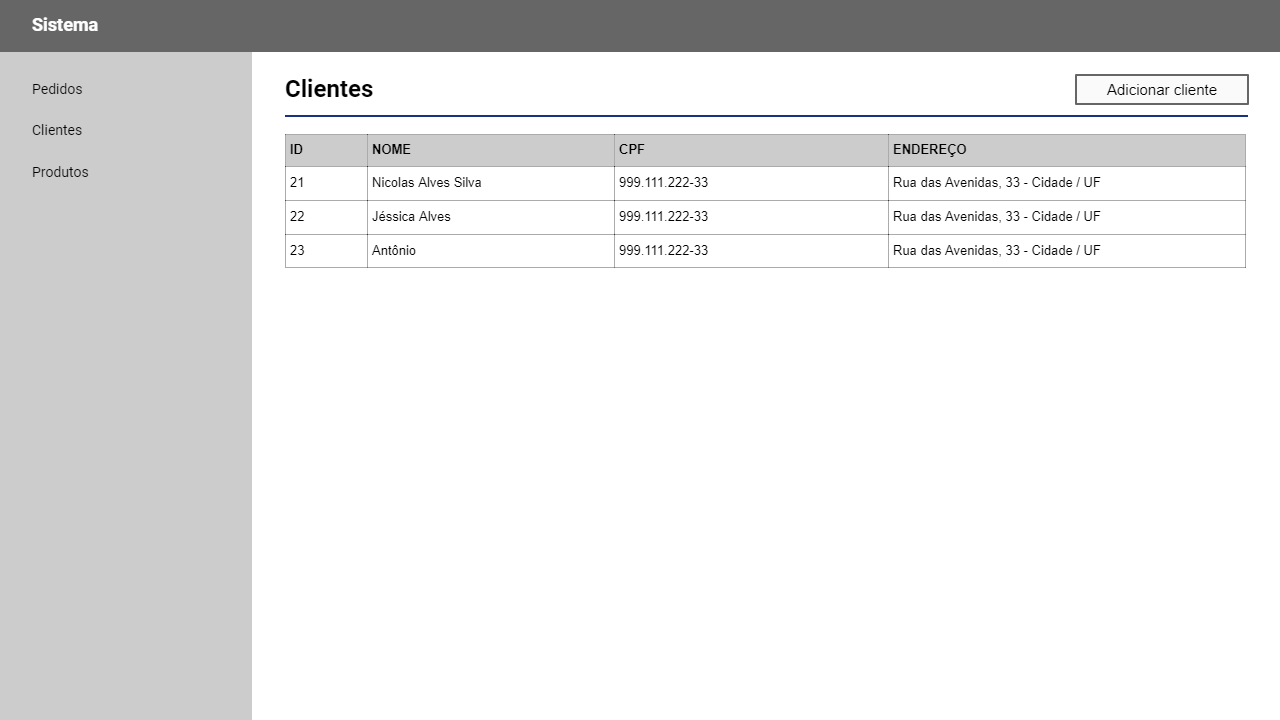 Sistema
Pedidos
Clientes
Produtos
Clientes
Adicionar cliente
ID NOME CPF ENDEREÇO
21 Nicolas Alves Silva 999.111.222-33 Rua das Avenidas, 33 - Cidade / UF
22 Jéssica Alves 999.111.222-33 Rua das Avenidas, 33 - Cidade / UF
23 Antônio 999.111.222-33 Rua das Avenidas, 33 - Cidade / UF